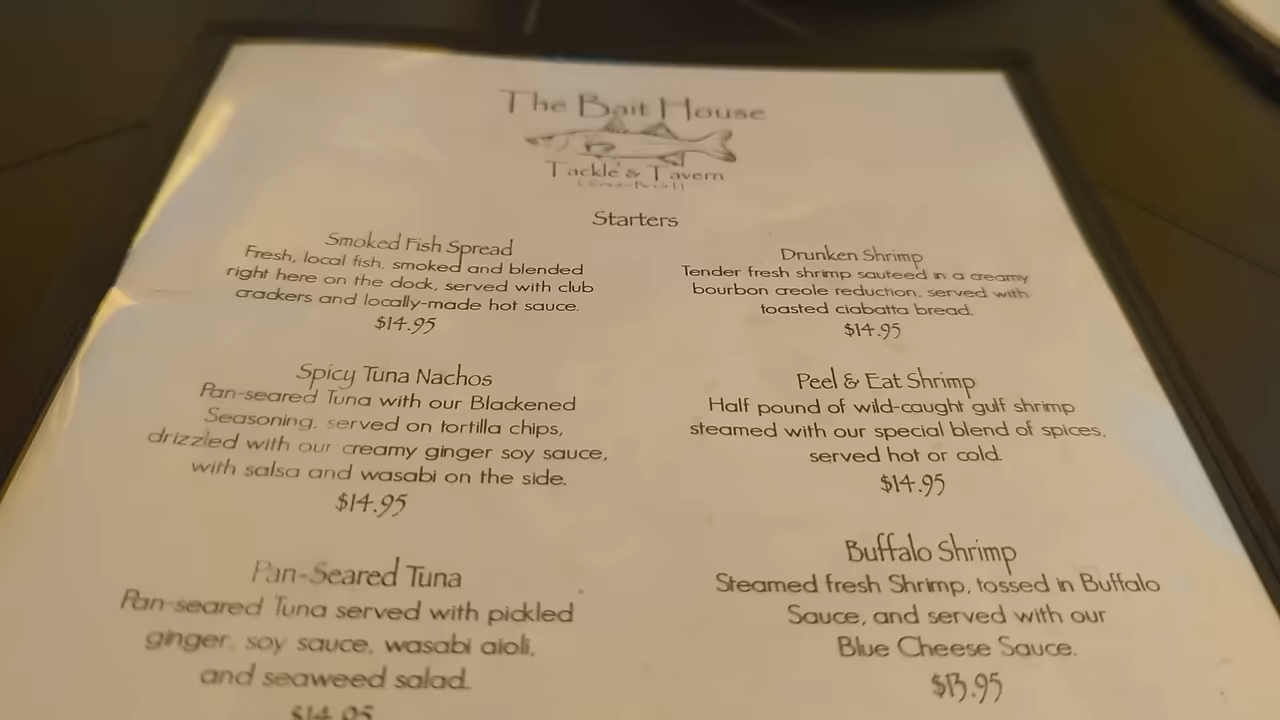 The Bait House
Tackle & Tavern
Starters
Smoked Fish Spread
Fresh, local fish, smoked and blended
right here on the dock, served with club
crackers and locally-made hot sauce.
$14.95
Spicy Tuna Nachos
Pan-seared Tuna with our Blackened
Seasoning, served on tortilla chips,
drizzled with our creamy ginger soy sauce,
with salsa and wasabi on the side.
$14.95
Pan-Seared Tuna
Pan-seared Tuna served with pickled
ginger, soy sauce, wasabi aioli,
and seaweed salad.
$14.95
Drunken Shrimp
Tender fresh shrimp sauteed in a creamy
bourbon creole reduction, served with
toasted ciabatta bread.
$14.95
Peel & Eat Shrimp
Half pound of wild-caught gulf shrimp
steamed with our special blend of spices,
served hot or cold.
$14.95
Buffalo Shrimp
Steamed fresh Shrimp, tossed in Buffalo
Sauce, and served with our
Blue Cheese Sauce.
$13.95